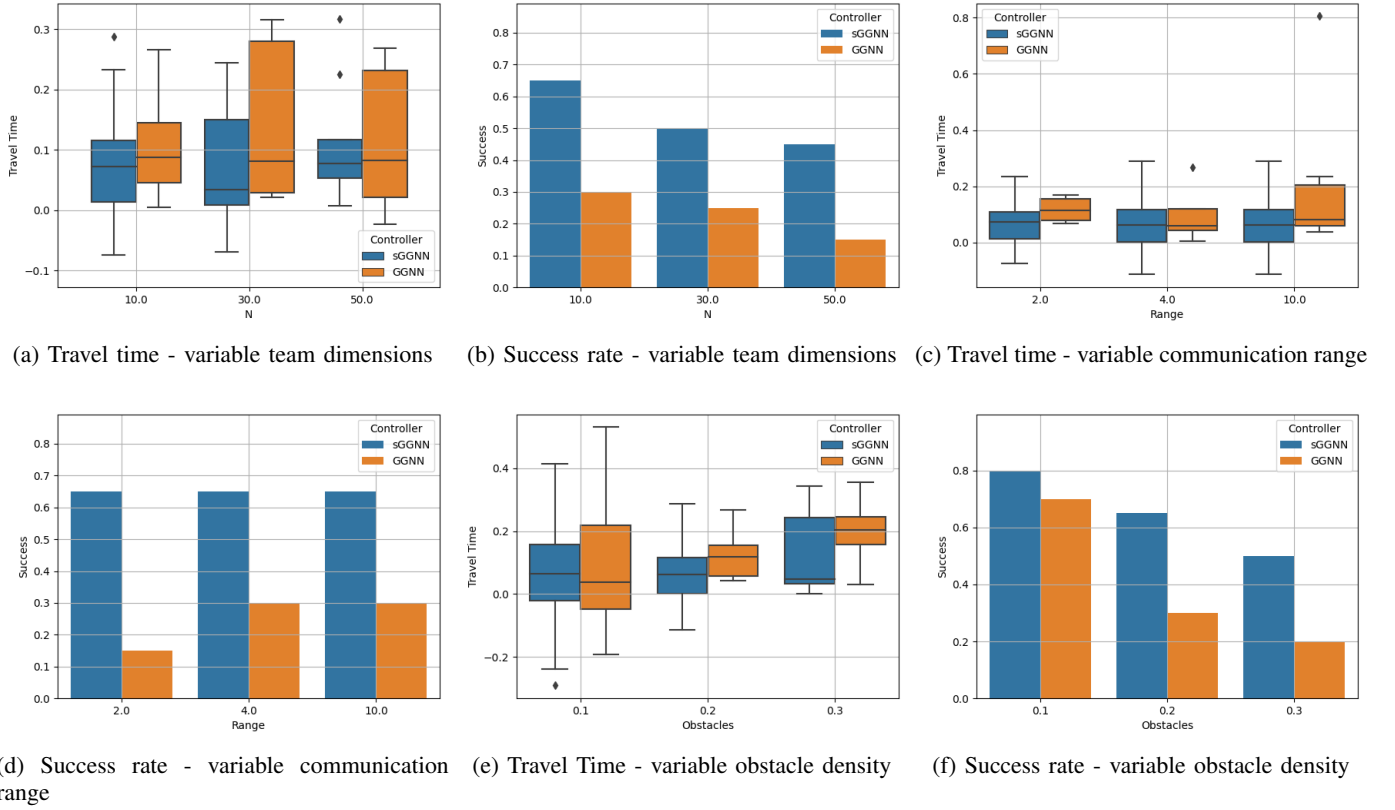 0.3
0.2
0.1
0.0
−0.1
Travel Time
10.0 30.0 50.0
N
Controller
sGGNN
GGNN
(a) Travel time - variable team dimensions
0.8
0.7
0.6
0.5
0.4
0.3
0.2
0.1
0.0
Success
10.0 30.0 50.0
N
Controller
sGGNN
GGNN
(b) Success rate - variable team dimensions
0.8
0.6
0.4
0.2
0.0
Travel Time
2.0 4.0 10.0
Range
Controller
sGGNN
GGNN
(c) Travel time - variable communication range
0.8
0.7
0.6
0.5
0.4
0.3
0.2
0.1
0.0
Success
2.0 4.0 10.0
Range
Controller
sGGNN
GGNN
(d) Success rate - variable communication
range
0.4
0.2
0.0
−0.2
Travel Time
0.1 0.2 0.3
Obstacles
Controller
sGGNN
GGNN
(e) Travel Time - variable obstacle density
0.8
0.6
0.4
0.2
0.0
Success
0.1 0.2 0.3
Obstacles
Controller
sGGNN
GGNN
(f) Success rate - variable obstacle density